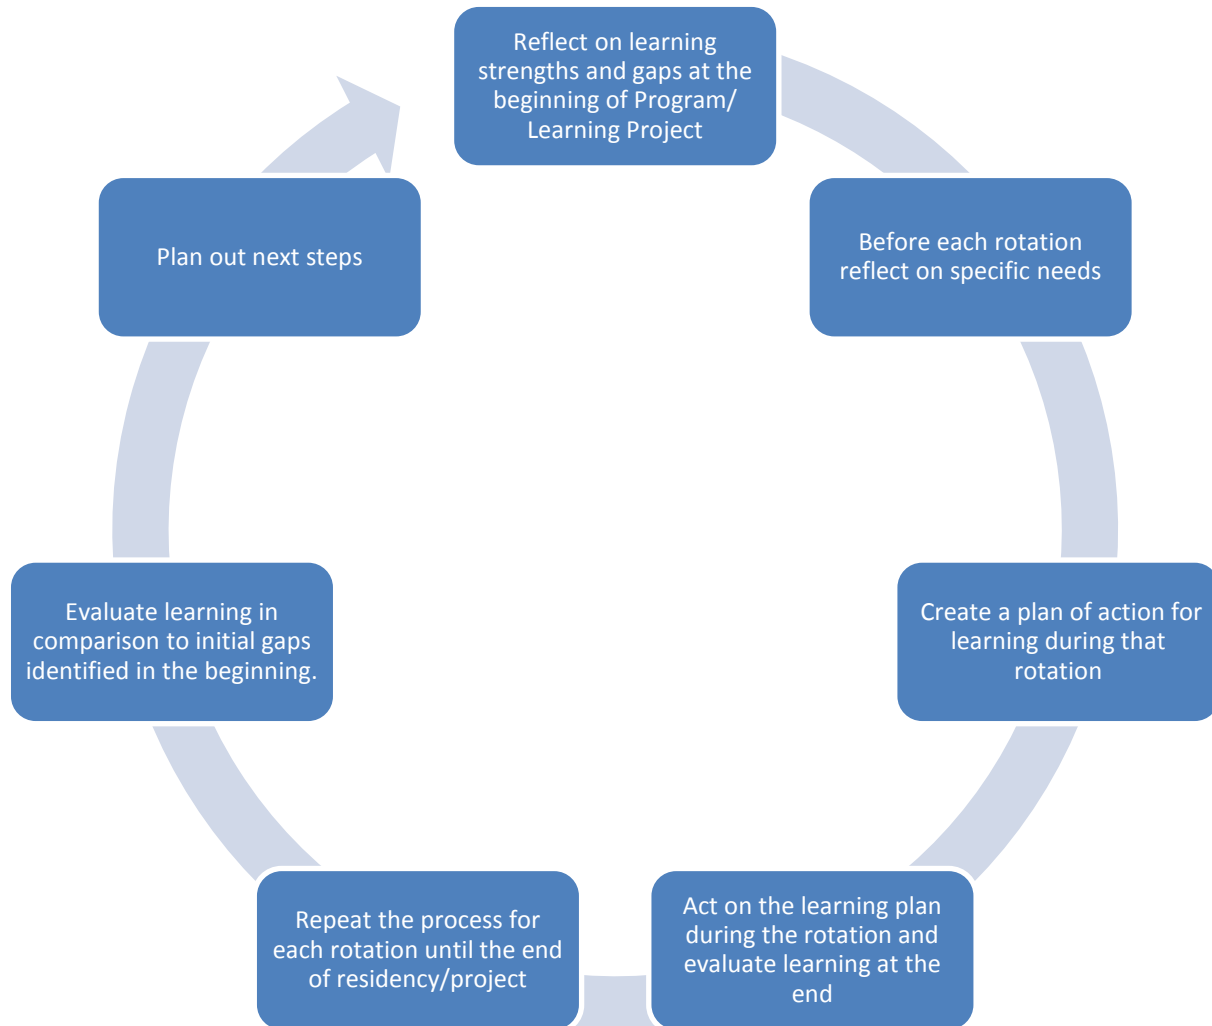 Reflect on learning
strengths and gaps at the
beginning of Program/
Learning Project
Before each rotation
reflect on specific needs
Create a plan of action for
learning during that
rotation
Act on the learning plan
during the rotation and
evaluate learning at the
end
Repeat the process for
each rotation until the end
of residency/project
Evaluate learning in
comparison to initial gaps
identified in the beginning.
Plan out next steps